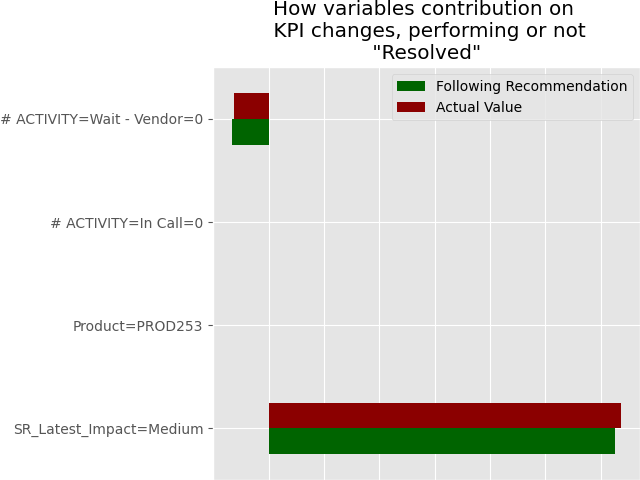 How variables contribution on
KPI changes, performing or not
"Resolved"
Following Recommendation
Actual Value
# ACTIVITY=Wait - Vendor=0
# ACTIVITY=In Call=0
Product=PROD253
SR_Latest_Impact=Medium